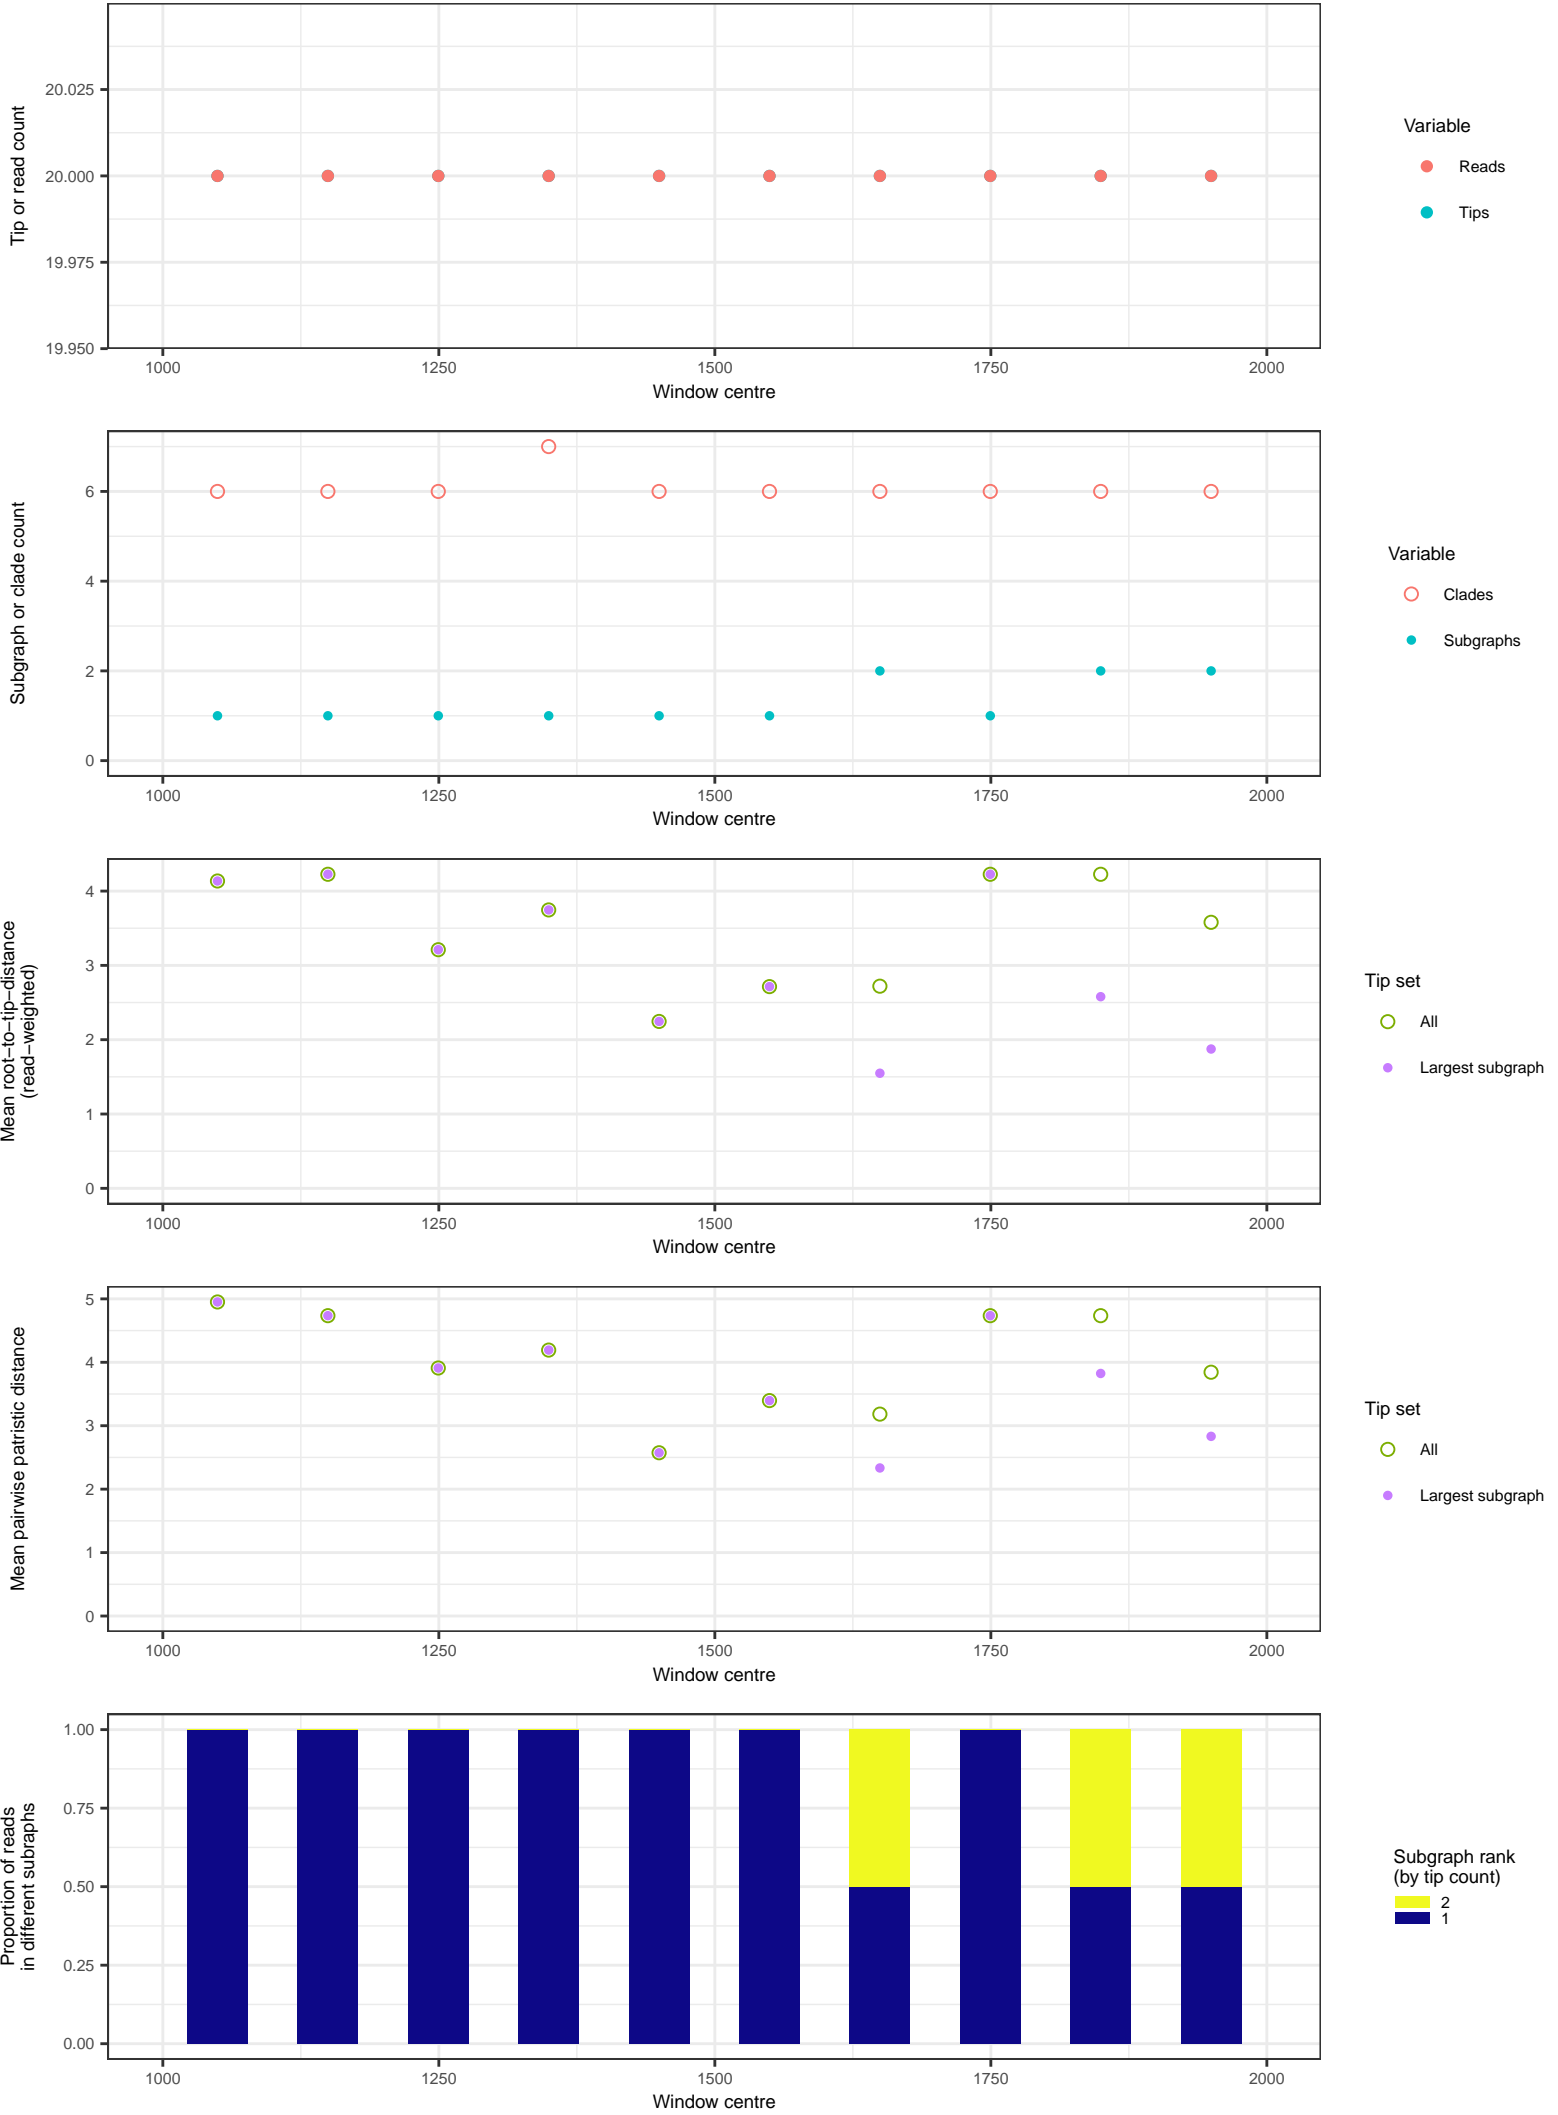 Tip or read count
20.025
20.000
19.975
19.950
1000
1250
1500
1750
2000
Window centre
Variable
Reads
Tips
Subgraph or clade count
6
4
2
0
1000
1250
1500
1750
2000
Window centre
Variable
Clades
Subgraphs
Mean root−to−tip−distance
(read−weighted)
4
3
2
1
0
1000
1250
1500
1750
2000
Window centre
Tip set
All
Largest subgraph
Mean pairwise patristic distance
5
4
3
2
1
0
1000
1250
1500
1750
2000
Window centre
Tip set
All
Largest subgraph
Proportion of reads
in different subraphs
1.00
0.75
0.50
0.25
0.00
1000
1250
1500
1750
2000
Window centre
Subgraph rank
(by tip count)
2
1